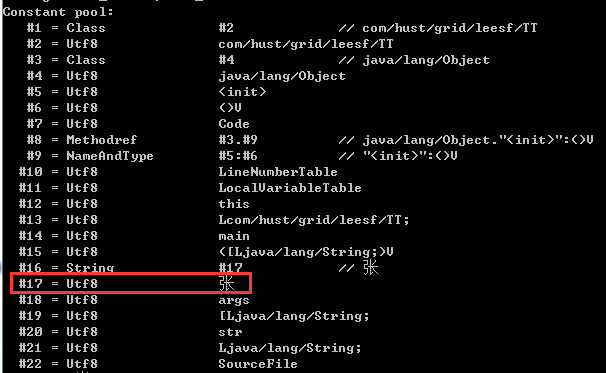 Constant pool:
#1 = Class #2 // com/hust/grid/leesf/TT
#2 = Utf8 com/hust/grid/leesf/TT
#3 = Class #4 // java/lang/Object
#4 = Utf8 java/lang/Object
#5 = Utf8 <init>
#6 = Utf8 ()V
#7 = Utf8 Code
#8 = Methodref #3.#9 // java/lang/Object."<init>":()V
#9 = NameAndType #5:#6 // "<init>":()V
#10 = Utf8 LineNumberTable
#11 = Utf8 LocalVariableTable
#12 = Utf8 this
#13 = Utf8 Lcom/hust/grid/leesf/TT;
#14 = Utf8 main
#15 = Utf8 ([Ljava/lang/String;)V
#16 = String #17 // 张
#17 = Utf8 张
#18 = Utf8 args
#19 = Utf8 [Ljava/lang/String;
#20 = Utf8 str
#21 = Utf8 Ljava/lang/String;
#22 = Utf8 SourceFile